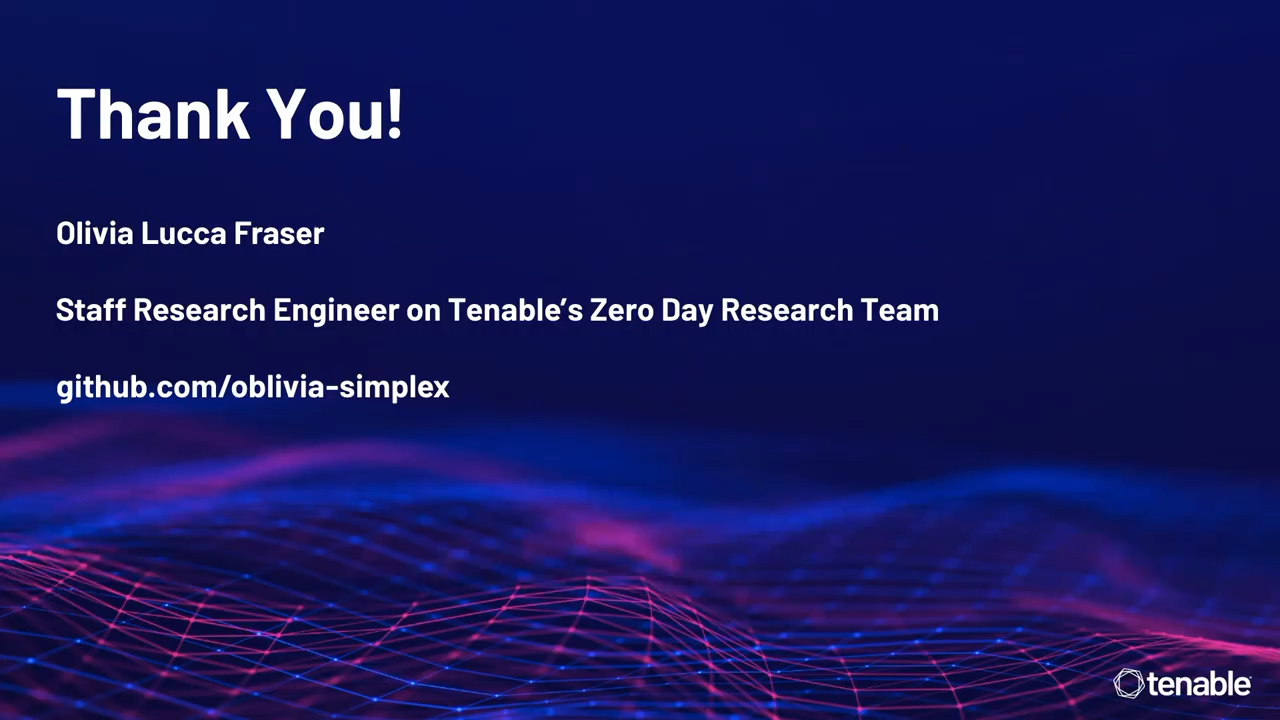 Thank You!
Olivia Lucca Fraser
Staff Research Engineer on Tenable’s Zero Day Research Team
github.com/oblivia-simplex
tenable